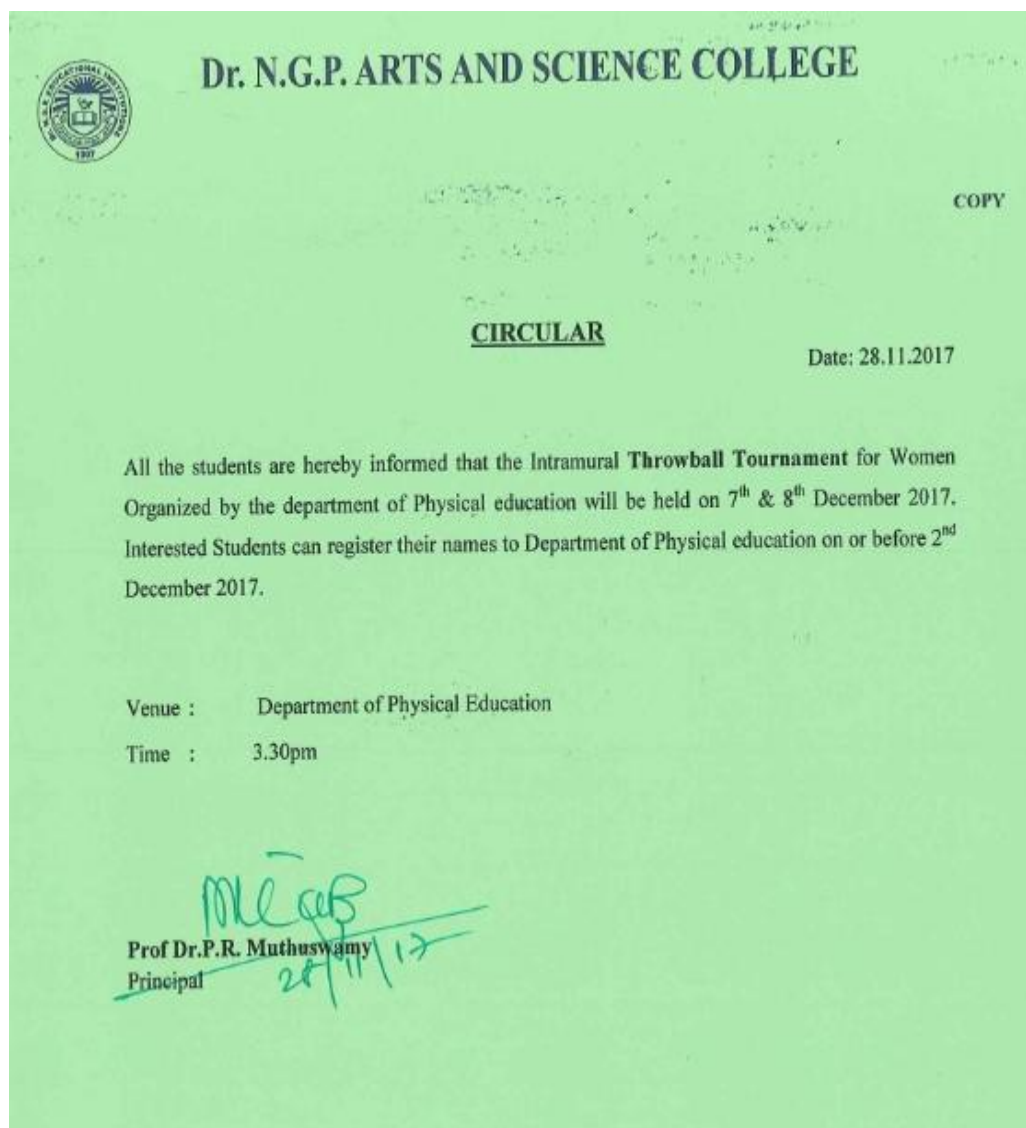 Dr. N.G.P. ARTS AND SCIENCE COLLEGE
1997
COPY
CIRCULAR
Date: 28.11.2017
All the students are hereby informed that the Intramural Throwball Tournament for Women
Organized by the department of Physical education will be held on 7th & 8th December 2017.
Interested Students can register their names to Department of Physical education on or before 2nd
December 2017.
Venue : Department of Physical Education
Time : 3.30pm
Prof Dr.P.R. Muthuswamy
Principal
28/11/17